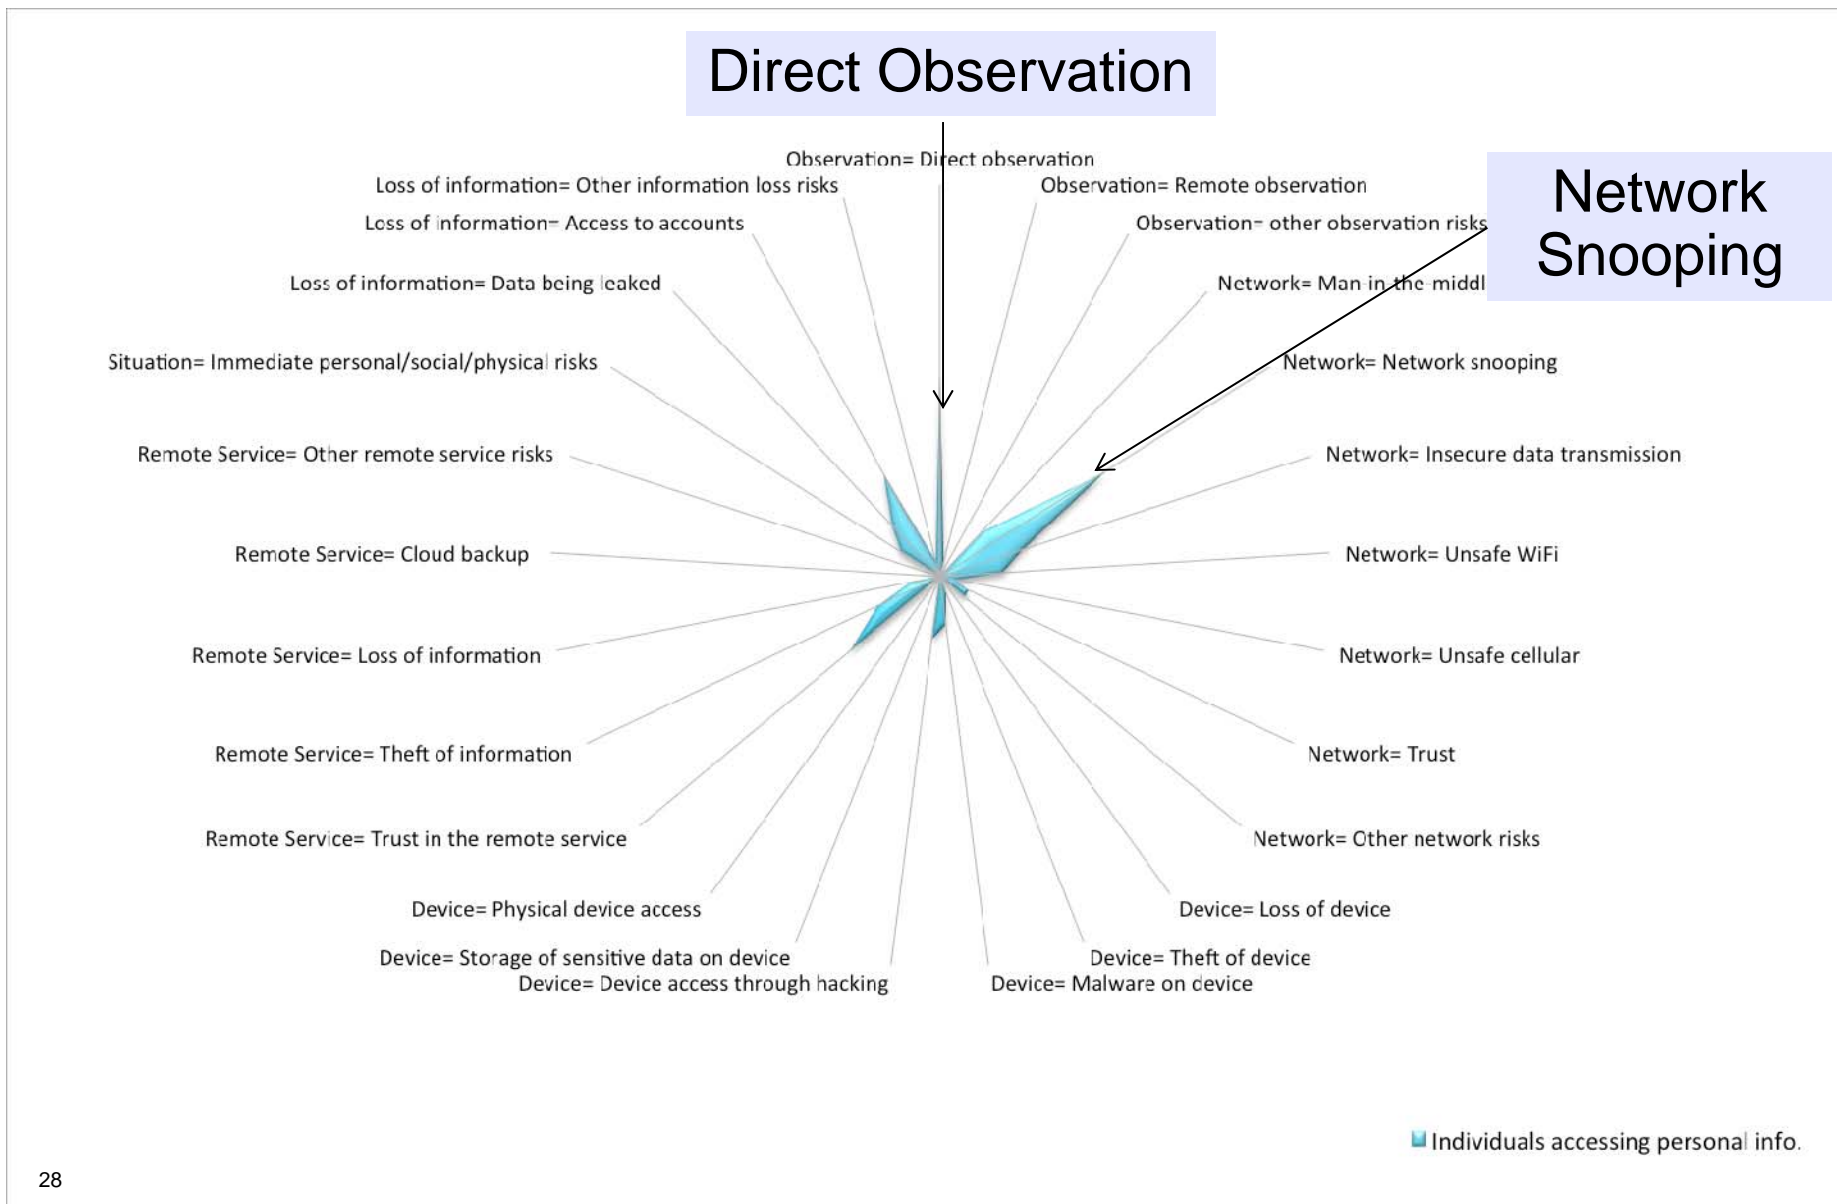 Direct Observation
Network
Snooping
Observation= Direct observation
Loss of information= Other information loss risks
Observation= Remote observation
Loss of information= Access to accounts
Observation= other observation risks
Loss of information= Data being leaked
Network= Man in the middl
Situation= Immediate personal/social/physical risks
Network= Network snooping
Remote Service= Other remote service risks
Network= Insecure data transmission
Remote Service= Cloud backup
Network= Unsafe WiFi
Remote Service= Loss of information
Network= Unsafe cellular
Remote Service= Theft of information
Network= Trust
Remote Service= Trust in the remote service
Network= Other network risks
Device= Physical device access
Device= Loss of device
Device= Storage of sensitive data on device
Device= Theft of device
Device= Device access through hacking
Device= Malware on device
Individuals accessing personal info.
28